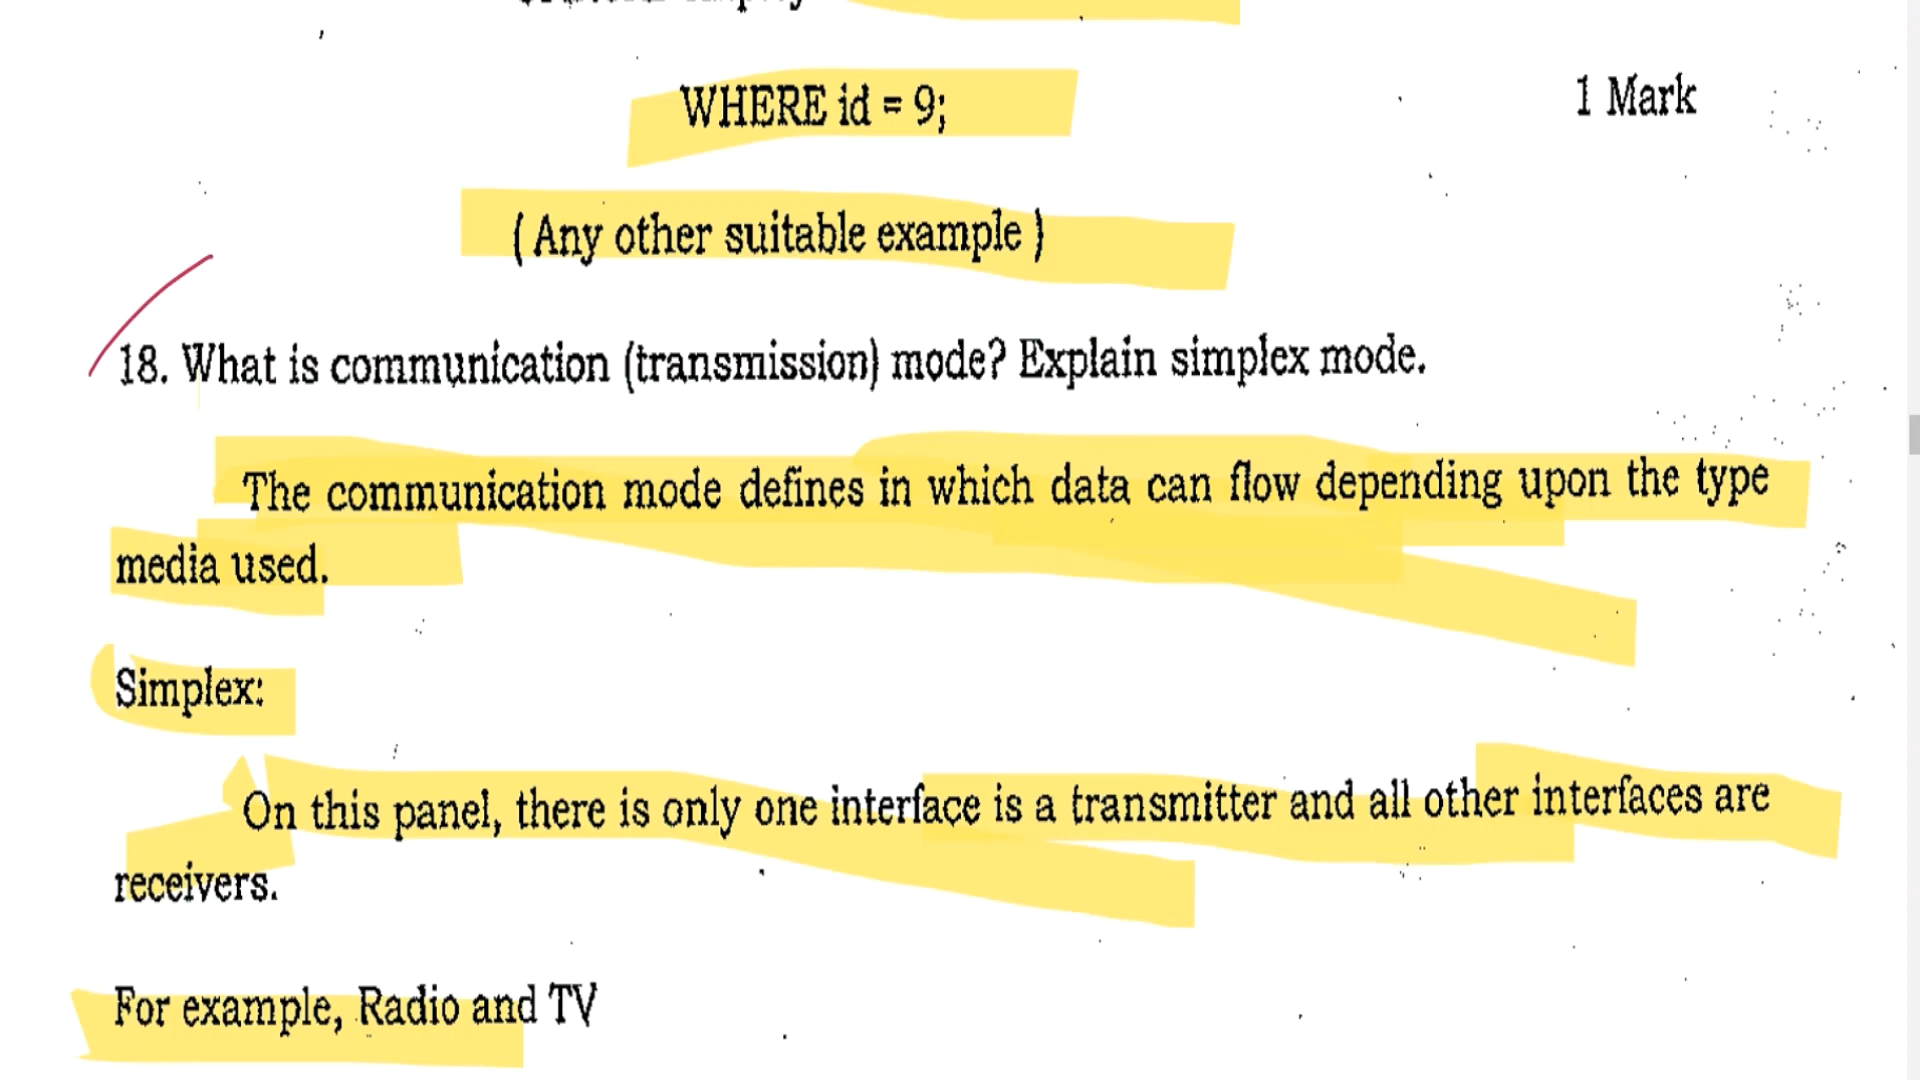 WHERE id = 9;
1 Mark
( Any other suitable example )
18. What is communication (transmission) mode? Explain simplex mode.
The communication mode defines in which data can flow depending upon the type
media used.
Simplex:
On this panel, there is only one interface is a transmitter and all other interfaces are
receivers.
For example, Radio and TV